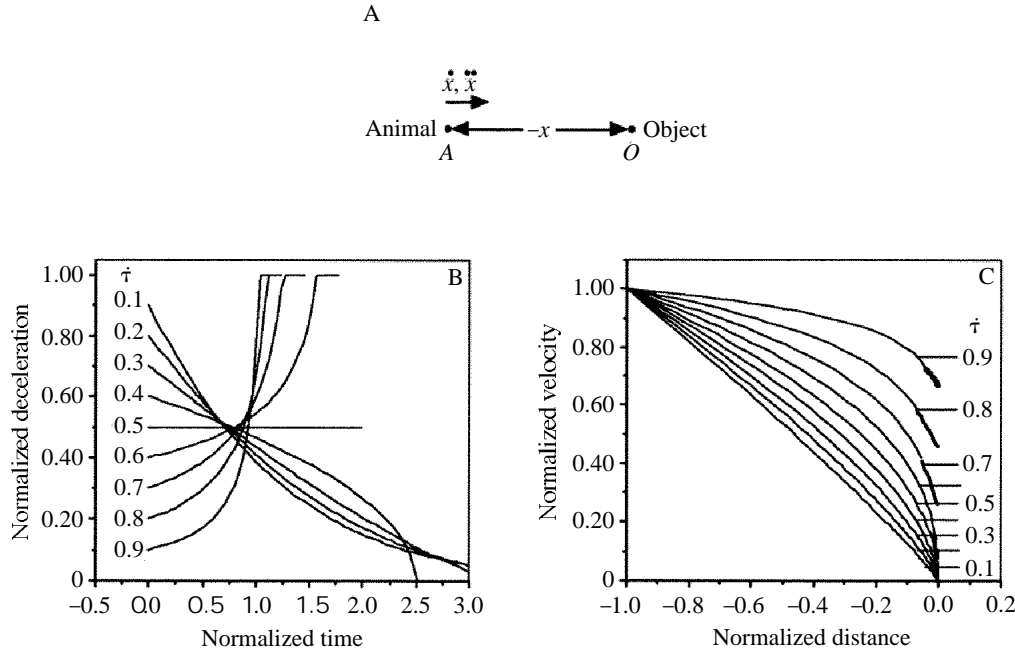 A
ẋ, ẍ
Animal
–x
Object
A
O
B
Normalized deceleration
1.00
0.80
0.60
0.40
0.20
0
τ̇
0.1
0.2
0.3
0.4
0.5
0.6
0.7
0.8
0.9
–0.5 0.0 0.5 1.0 1.5 2.0 2.5 3.0
Normalized time
C
Normalized velocity
1.00
0.80
0.60
0.40
0.20
0
τ̇
0.9
0.8
0.7
0.5
0.3
0.1
–1.0 –0.8 –0.6 –0.4 –0.2 0.0 0.2
Normalized distance